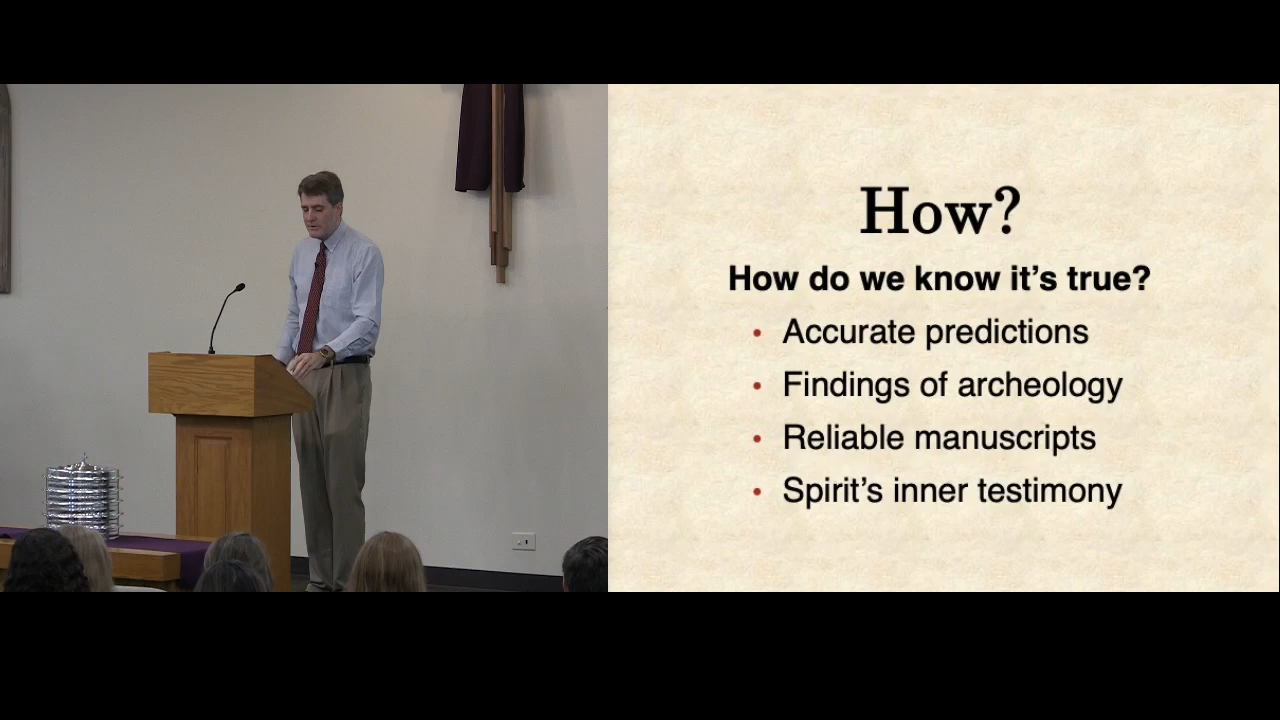 How?
How do we know it’s true?
• Accurate predictions
• Findings of archeology
• Reliable manuscripts
• Spirit’s inner testimony